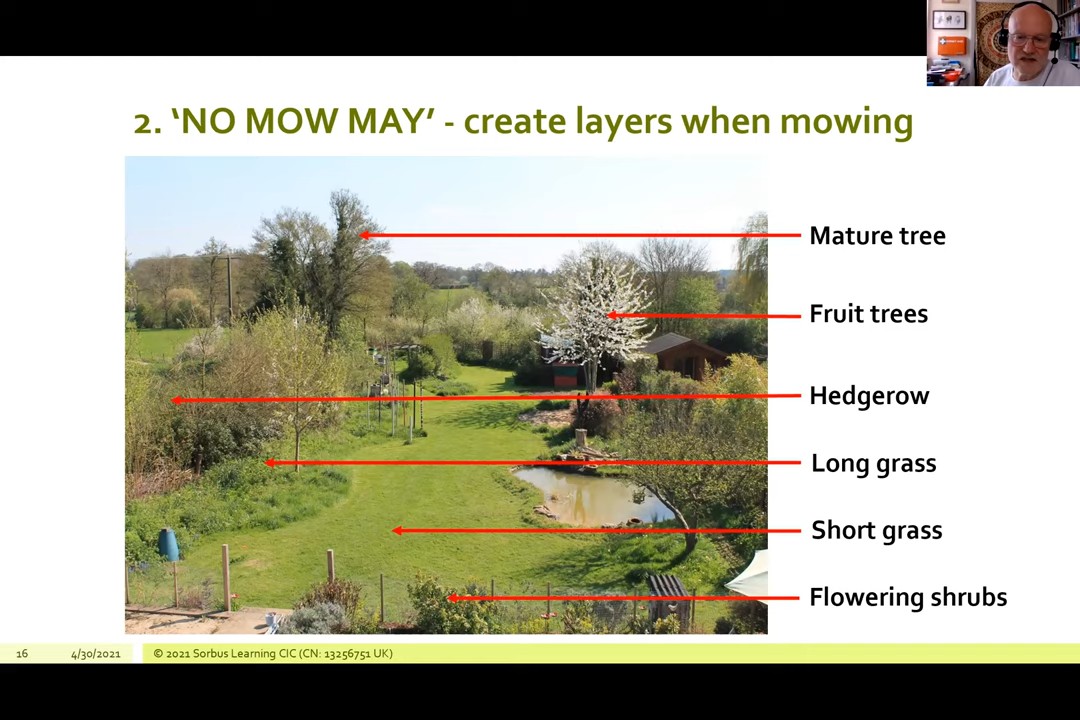 2. ‘NO MOW MAY’ - create layers when mowing
Mature tree
Fruit trees
Hedgerow
Long grass
Short grass
Flowering shrubs
16 4/30/2021 © 2021 Sorbus Learning CIC (CN: 13256751 UK)